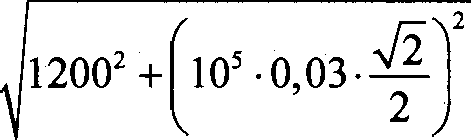 √(1200² + (10⁵ · 0,03 · √2/2)²)